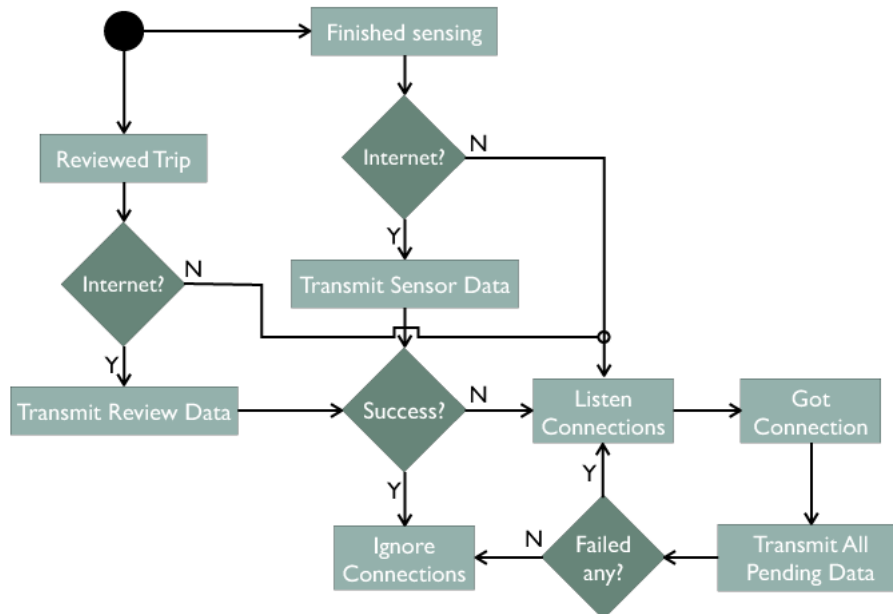 Finished sensing
Internet?
N
Reviewed Trip
Y
Internet?
N
Transmit Sensor Data
Y
Transmit Review Data
Success?
N
Listen
Connections
Got
Connection
Y
Y
Ignore
Connections
N
Failed
any?
Transmit All
Pending Data